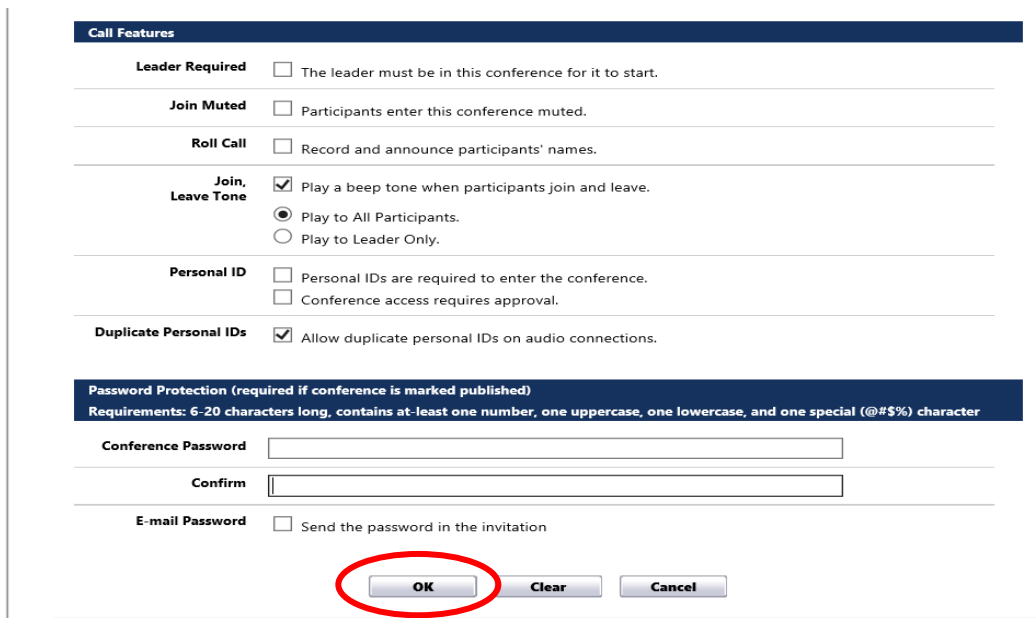 Call Features
Leader Required The leader must be in this conference for it to start.
Join Muted Participants enter this conference muted.
Roll Call Record and announce participants' names.
Join, Leave Tone Play a beep tone when participants join and leave.
Play to All Participants.
Play to Leader Only.
Personal ID Personal IDs are required to enter the conference.
Conference access requires approval.
Duplicate Personal IDs Allow duplicate personal IDs on audio connections.
Password Protection (required if conference is marked published)
Requirements: 6-20 characters long, contains at-least one number, one uppercase, one lowercase, and one special (@#$%) character
Conference Password
Confirm
E-mail Password Send the password in the invitation
OK Clear Cancel